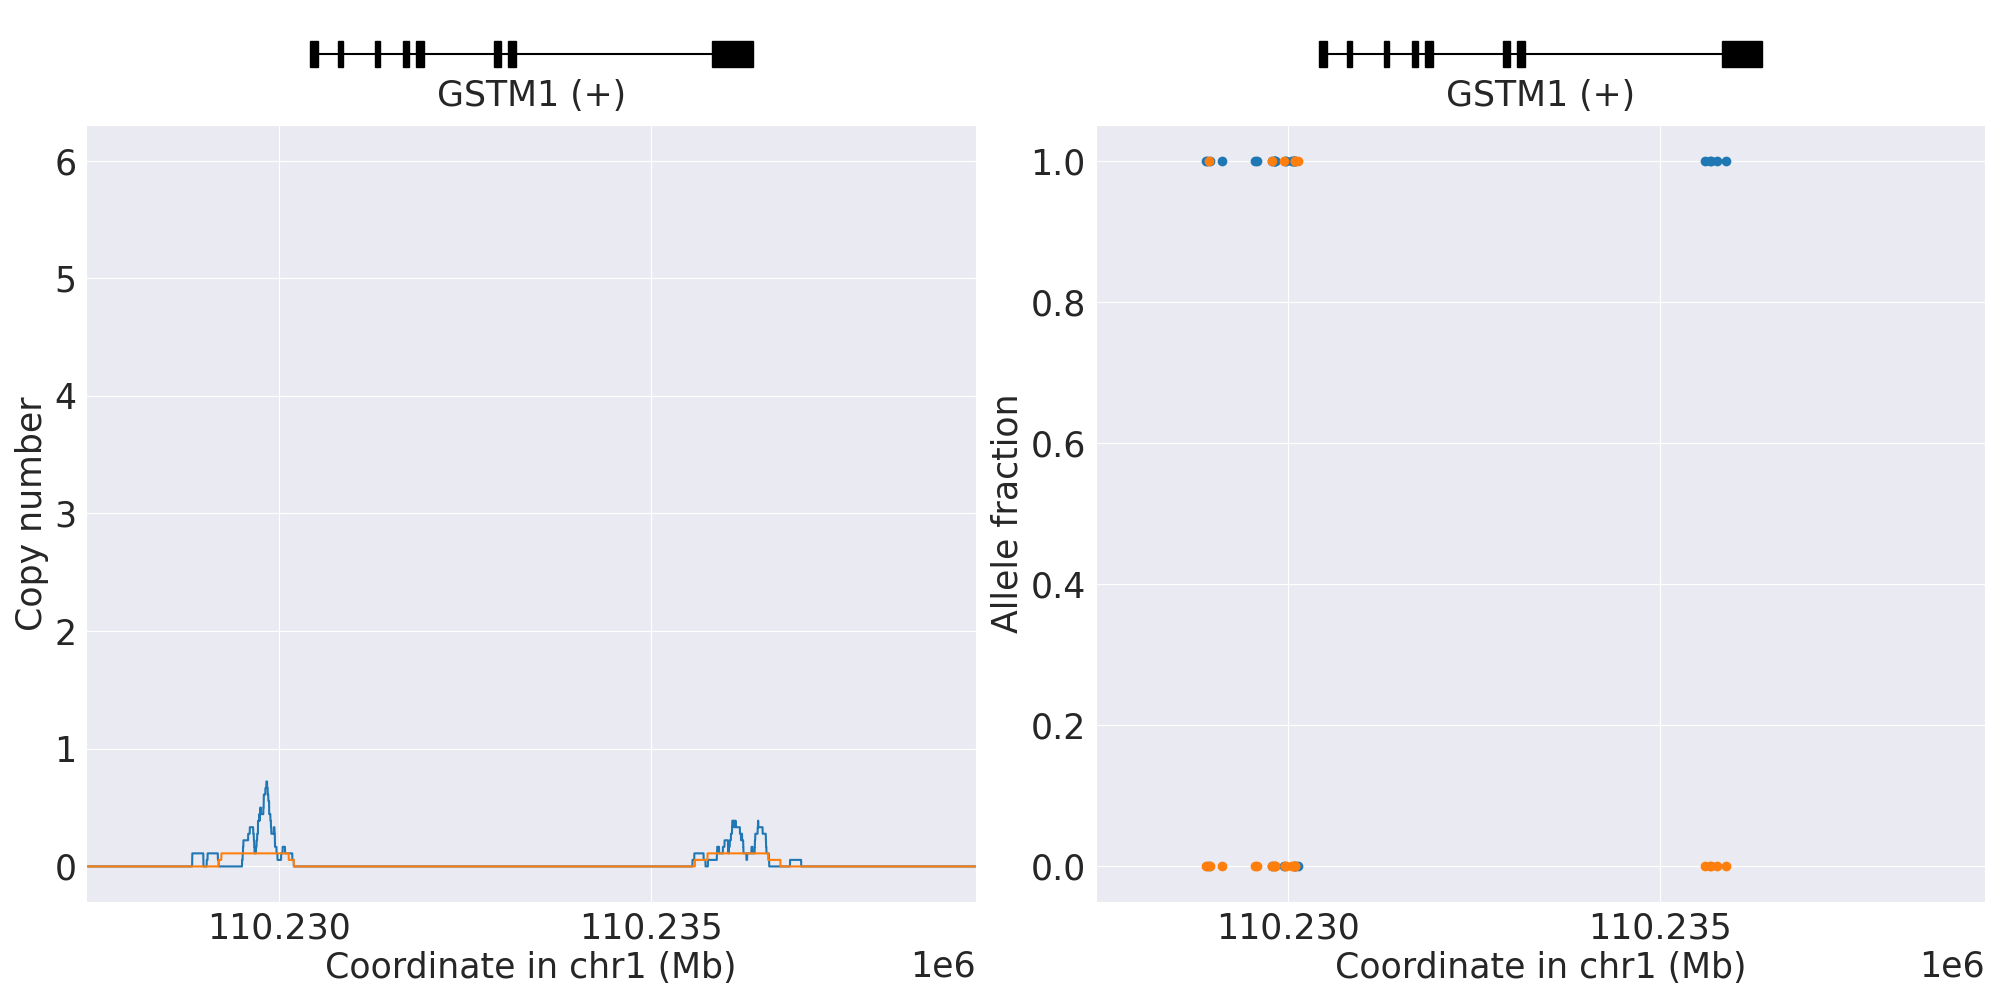 GSTM1 (+)
6
5
4
3
2
1
0
Copy number
110.230
110.235
Coordinate in chr1 (Mb)
1e6
GSTM1 (+)
1.0
0.8
0.6
0.4
0.2
0.0
Allele fraction
110.230
110.235
Coordinate in chr1 (Mb)
1e6